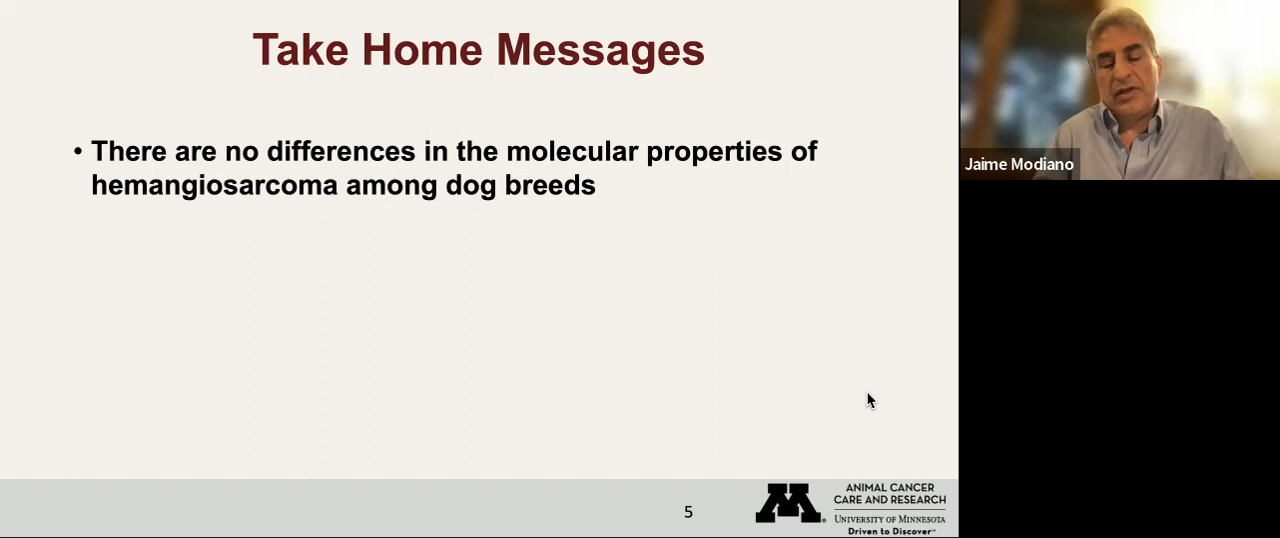 Take Home Messages
• There are no differences in the molecular properties of
hemangiosarcoma among dog breeds
Jaime Modiano
5
M
ANIMAL CANCER
CARE AND RESEARCH
UNIVERSITY OF MINNESOTA
Driven to Discover℠